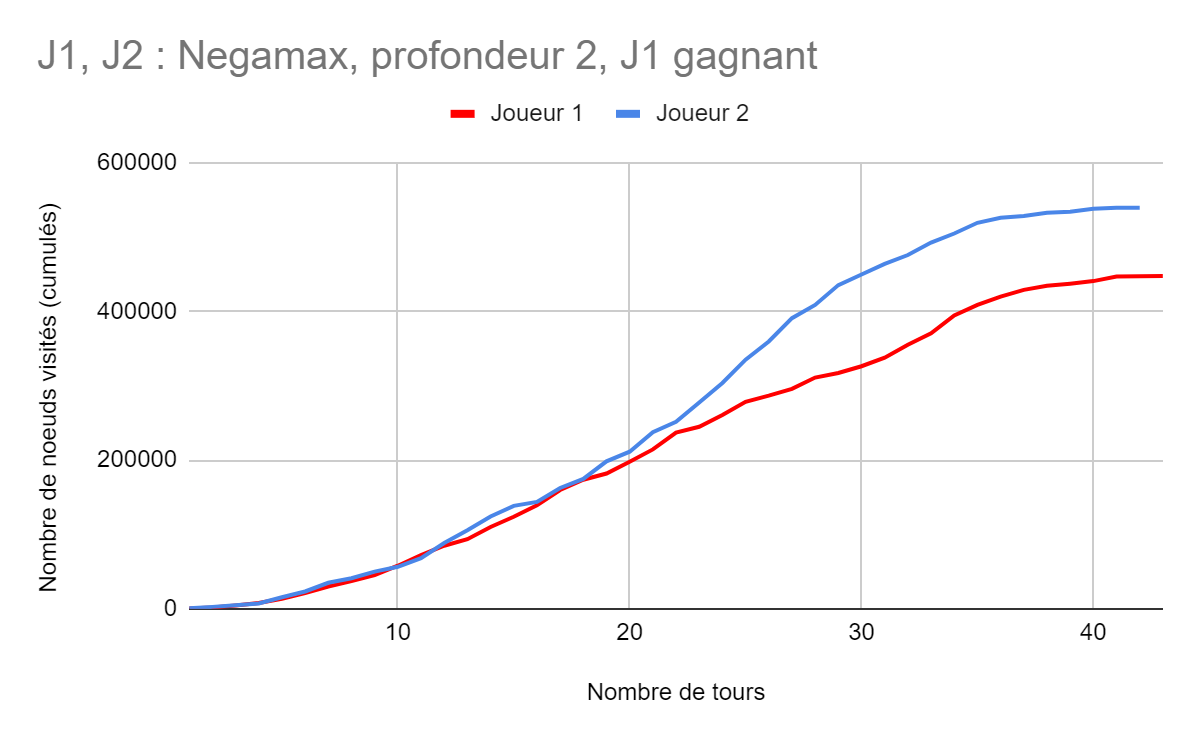 J1, J2 : Negamax, profondeur 2, J1 gagnant
Joueur 1
Joueur 2
Nombre de noeuds visités (cumulés)
600000
400000
200000
0
10
20
30
40
Nombre de tours